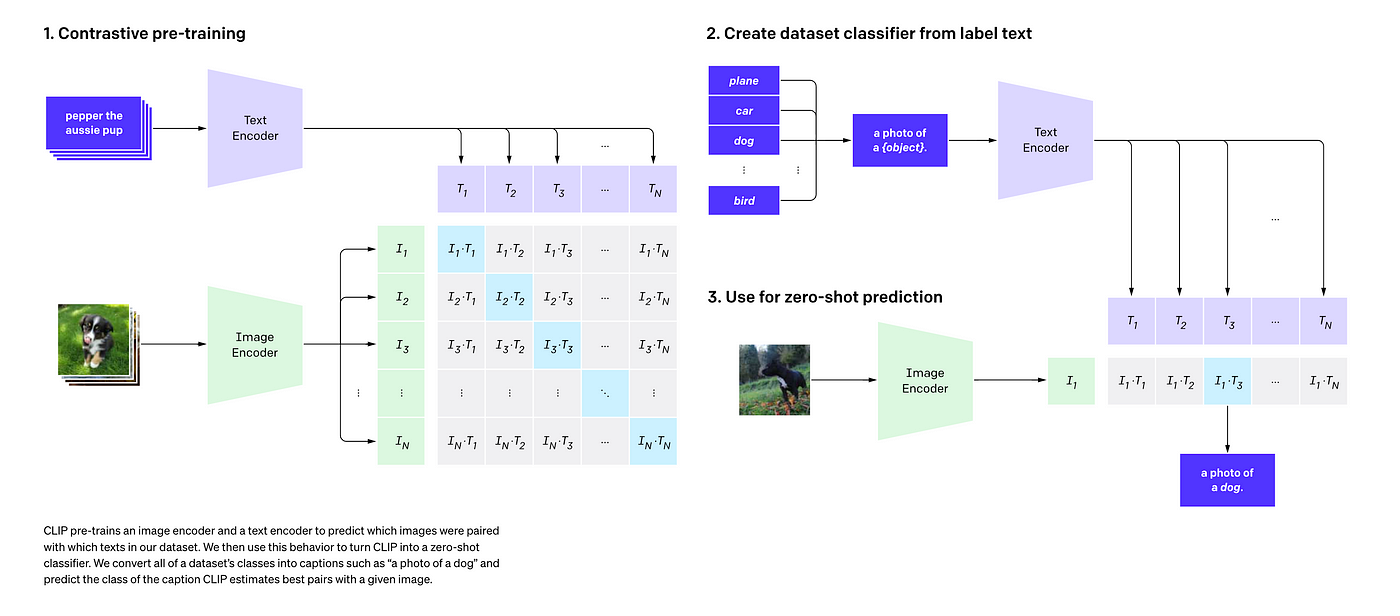 1. Contrastive pre-training
pepper the
aussie pup
Text
Encoder
...
T1 T2 T3 ... TN
I1 I1·T1 I1·T2 I1·T3 ... I1·TN
I2 I2·T1 I2·T2 I2·T3 ... I2·TN
Image
Encoder
I3 I3·T1 I3·T2 I3·T3 ... I3·TN
⋮ ⋮ ⋮ ⋮ ⋮ ⋱ ⋮
IN IN·T1 IN·T2 IN·T3 ... IN·TN
2. Create dataset classifier from label text
plane
car
dog
⋮ ⋮
bird
a photo of
a {object}.
Text
Encoder
...
3. Use for zero-shot prediction
T1 T2 T3 ... TN
Image
Encoder
I1 I1·T1 I1·T2 I1·T3 ... I1·TN
a photo of
a dog.
CLIP pre-trains an image encoder and a text encoder to predict which images were paired
with which texts in our dataset. We then use this behavior to turn CLIP into a zero-shot
classifier. We convert all of a dataset’s classes into captions such as “a photo of a dog” and
predict the class of the caption CLIP estimates best pairs with a given image.